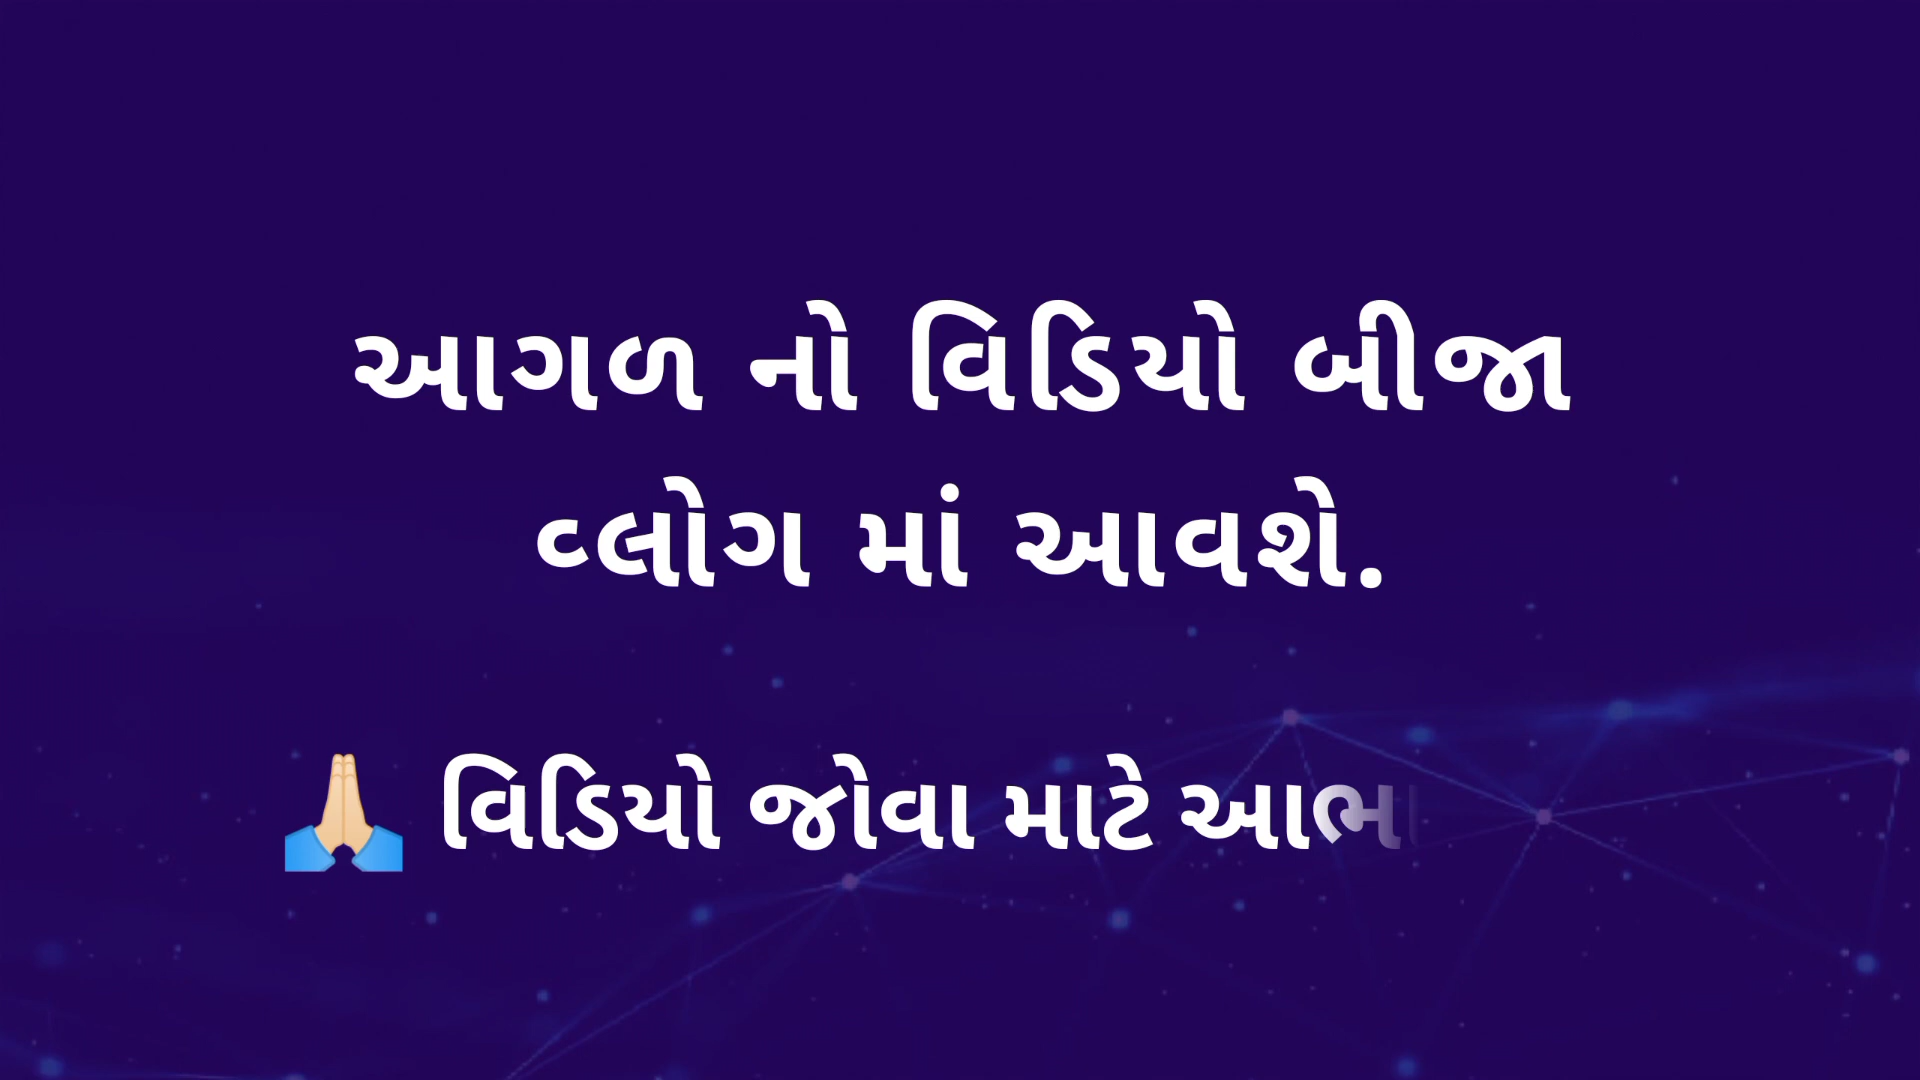 આગળ નો વિડિયો બીજા
વ્લોગ માં આવશે.
🙏🏻 વિડિયો જોવા માટે